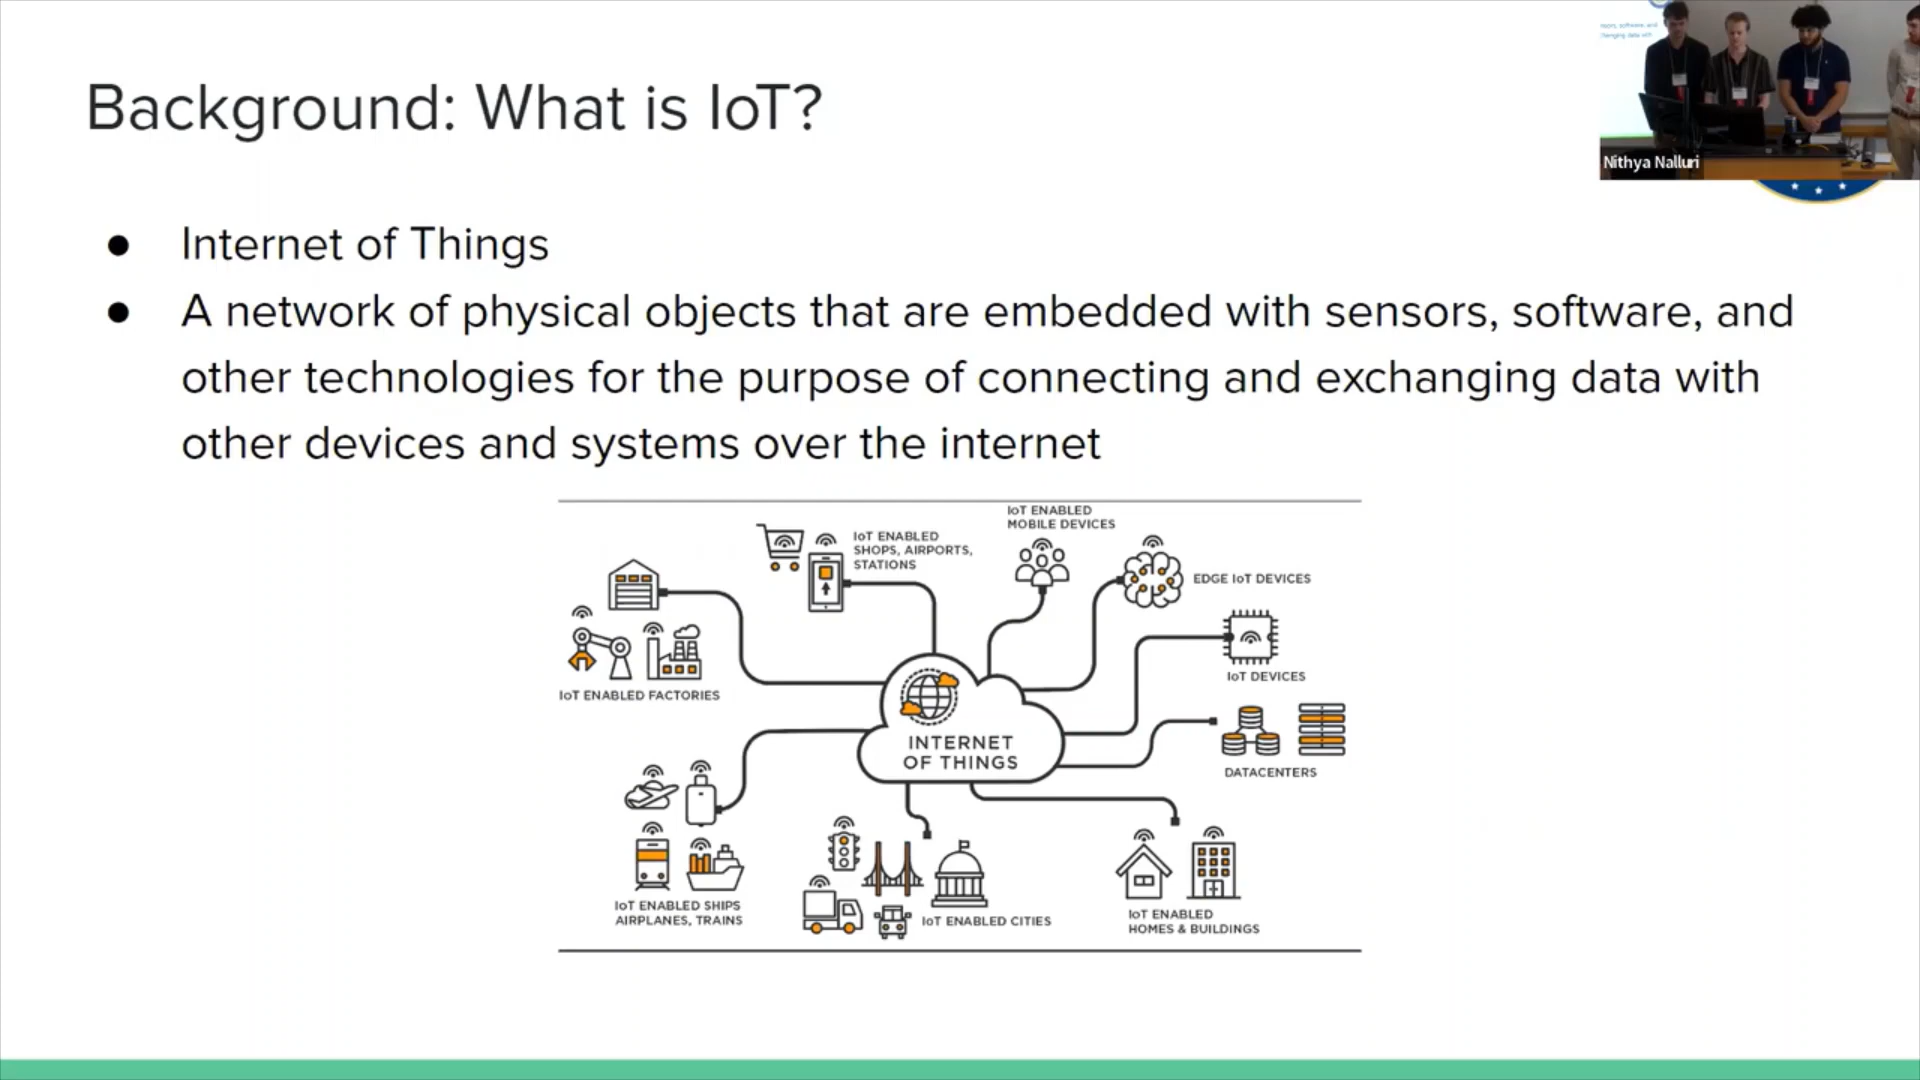 Background: What is IoT?
Nithya Nalluri
● Internet of Things
● A network of physical objects that are embedded with sensors, software, and
other technologies for the purpose of connecting and exchanging data with
other devices and systems over the internet
IoT ENABLED
MOBILE DEVICES
IoT ENABLED
SHOPS, AIRPORTS,
STATIONS
EDGE IoT DEVICES
IoT DEVICES
IoT ENABLED FACTORIES
INTERNET
OF THINGS
DATACENTERS
IoT ENABLED SHIPS
AIRPLANES, TRAINS
IoT ENABLED CITIES
IoT ENABLED
HOMES & BUILDINGS